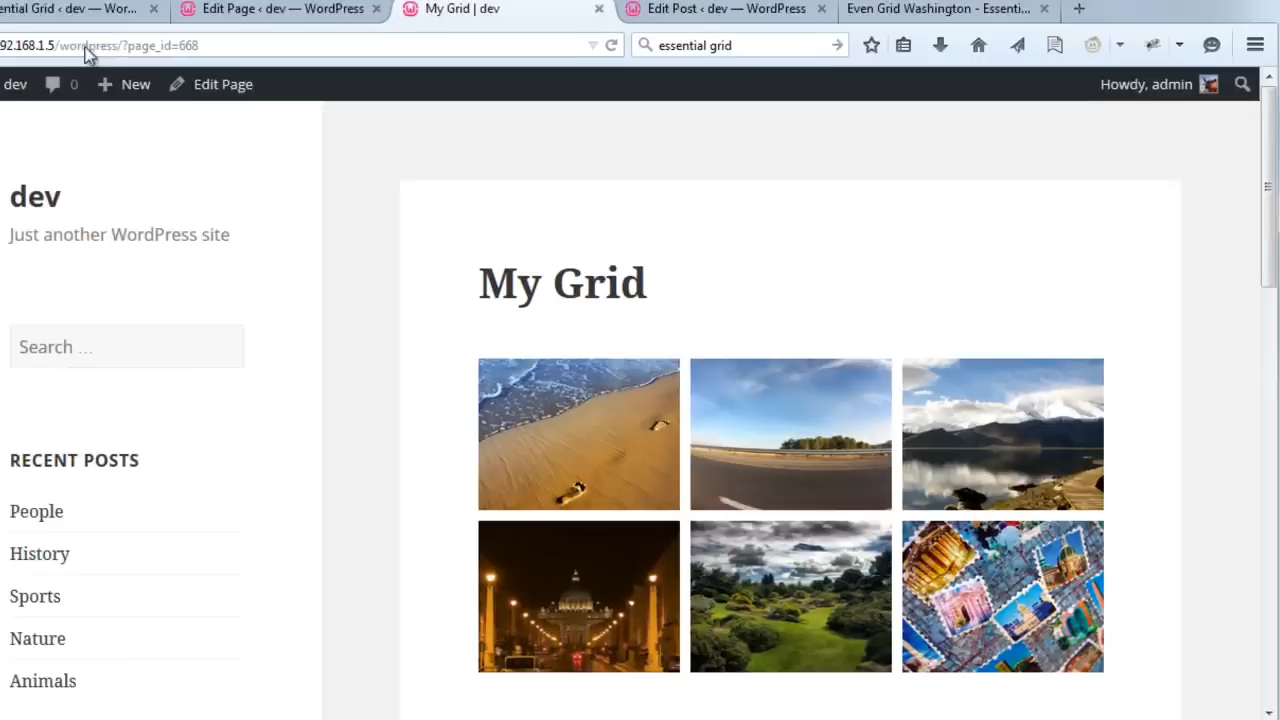 ential Grid ‹ dev — Wor...
Edit Page ‹ dev — WordPress
My Grid | dev
Edit Post ‹ dev — WordPress
Even Grid Washington - Essenti...
92.168.1.5/wordpress/?page_id=668
essential grid
dev
0
New
Edit Page
Howdy, admin
dev
Just another WordPress site
Search ...
RECENT POSTS
People
History
Sports
Nature
Animals
My Grid